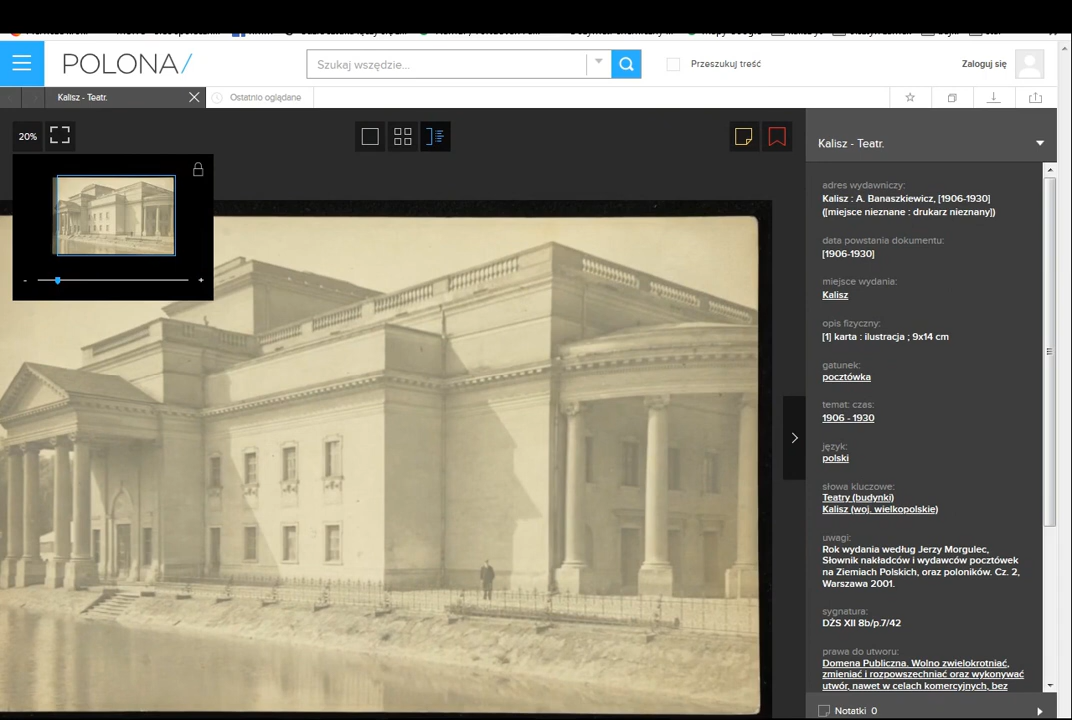 POLONA/
Szukaj wszędzie...
Przeszukaj treść
Zaloguj się
Kalisz - Teatr.
Ostatnio oglądane
20%
- +
Kalisz - Teatr.
adres wydawniczy:
Kalisz : A. Banaszkiewicz, [1906-1930]
([miejsce nieznane : drukarz nieznany])
data powstania dokumentu:
[1906-1930]
miejsce wydania:
Kalisz
opis fizyczny:
[1] karta : ilustracja ; 9x14 cm
gatunek:
pocztówka
temat: czas:
1906 - 1930
język:
polski
słowa kluczowe:
Teatry (budynki)
Kalisz (woj. wielkopolskie)
uwagi:
Rok wydania według Jerzy Morgulec,
Słownik nakładców i wydawców pocztówek
na Ziemiach Polskich, oraz poloników. Cz. 2,
Warszawa 2001.
sygnatura:
DŻS XII 8b/p.7/42
prawa do utworu:
Domena Publiczna. Wolno zwielokrotniać,
zmieniać i rozpowszechniać oraz wykonywać
utwór, nawet w celach komercyjnych, bez
Notatki 0